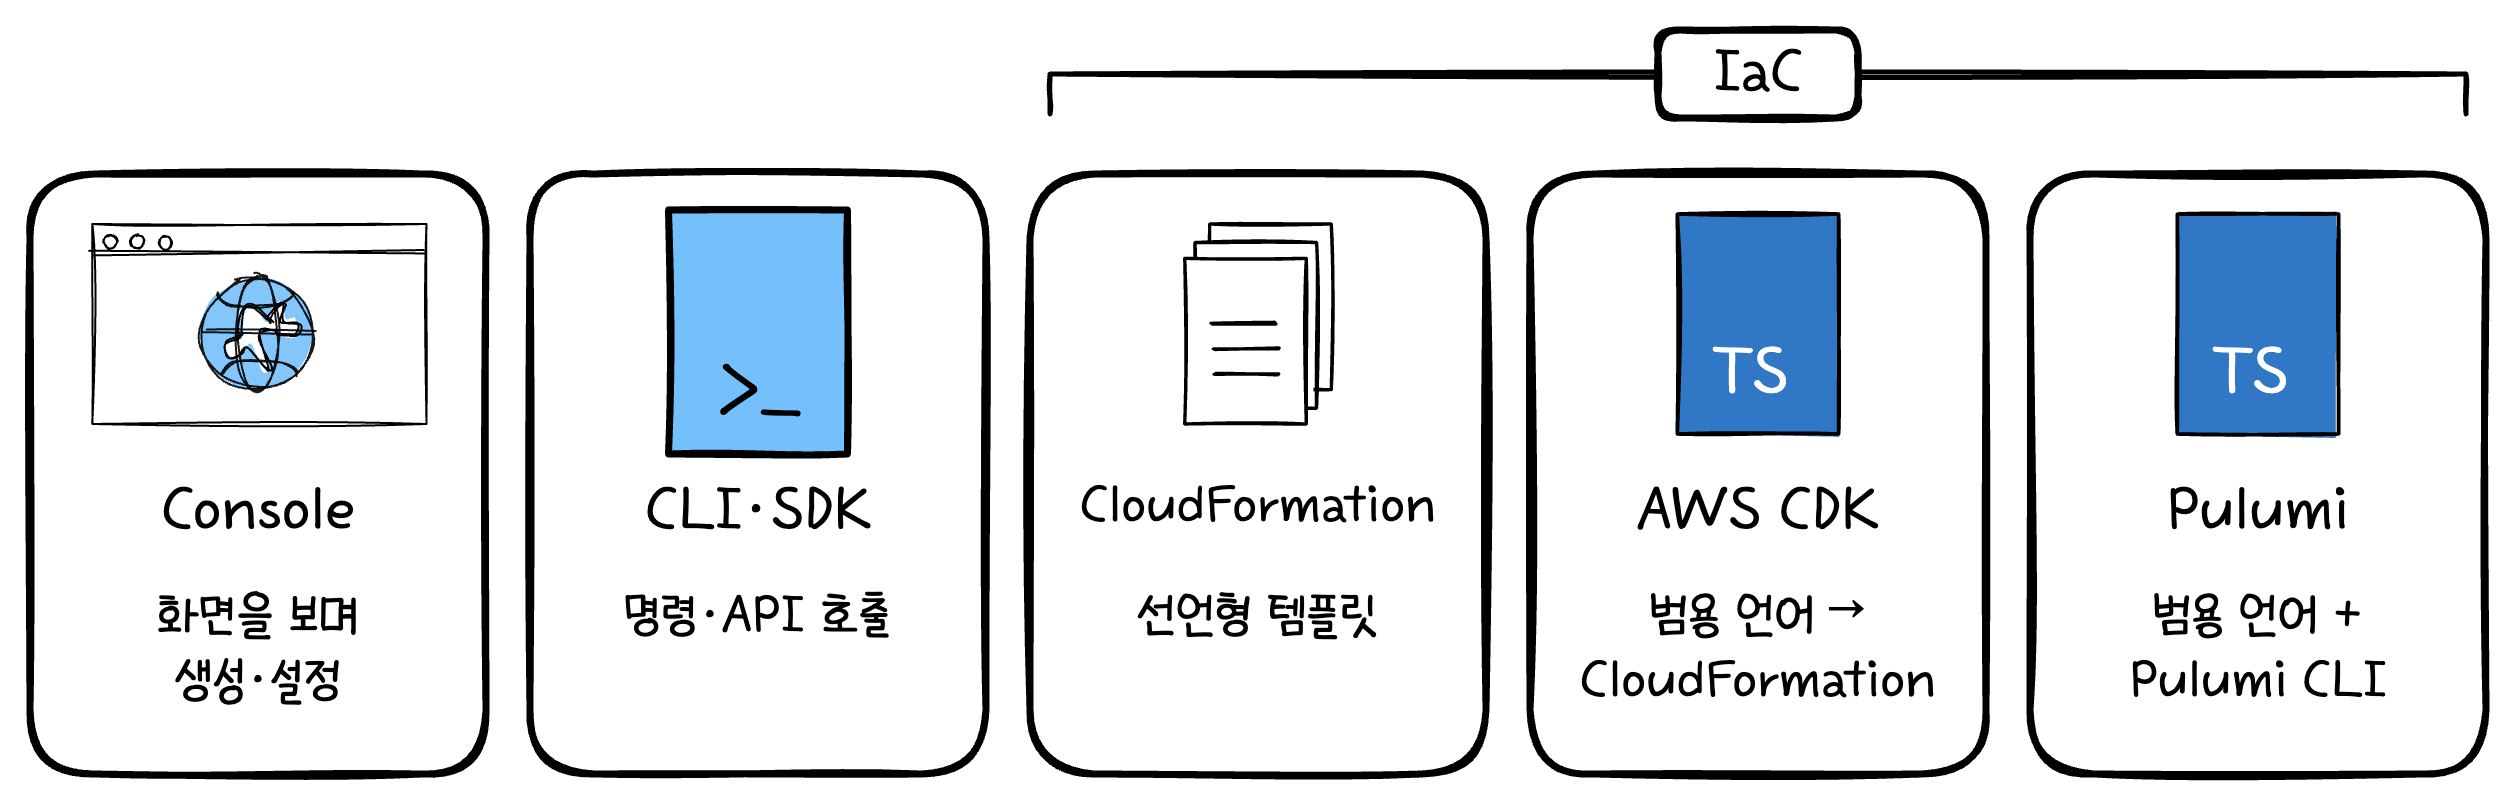 IaC
>_
TS
TS
Console
CLI·SDK
CloudFormation
AWS CDK
Pulumi
화면을 보며
생성·설정
명령·API 호출
선언형 템플릿
범용 언어 →
CloudFormation
범용 언어 +
Pulumi CLI